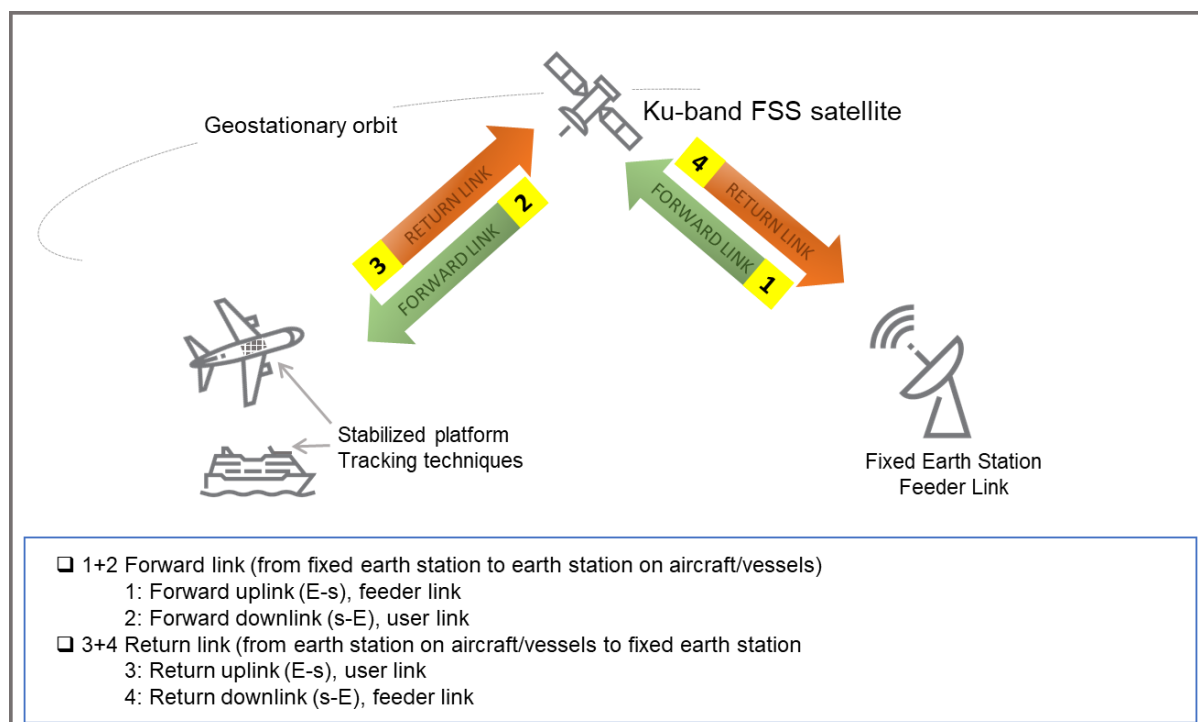 Geostationary orbit
Ku-band FSS satellite
3
RETURN LINK
FORWARD LINK
2
4
RETURN LINK
FORWARD LINK
1
Stabilized platform
Tracking techniques
Fixed Earth Station
Feeder Link
❑ 1+2 Forward link (from fixed earth station to earth station on aircraft/vessels)
1: Forward uplink (E-s), feeder link
2: Forward downlink (s-E), user link
❑ 3+4 Return link (from earth station on aircraft/vessels to fixed earth station
3: Return uplink (E-s), user link
4: Return downlink (s-E), feeder link